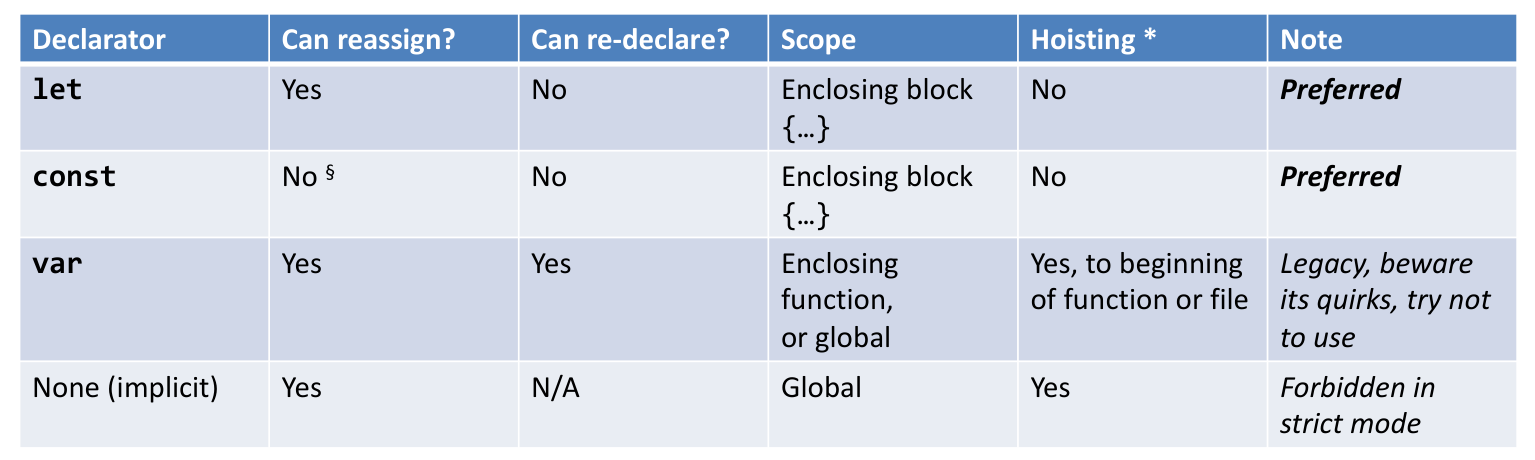 Declarator Can reassign? Can re-declare? Scope Hoisting * Note
let Yes No Enclosing block No Preferred
{…}
const No § No Enclosing block No Preferred
{…}
var Yes Yes Enclosing Yes, to beginning Legacy, beware
function, of function or file its quirks, try not
or global to use
None (implicit) Yes N/A Global Yes Forbidden in
strict mode